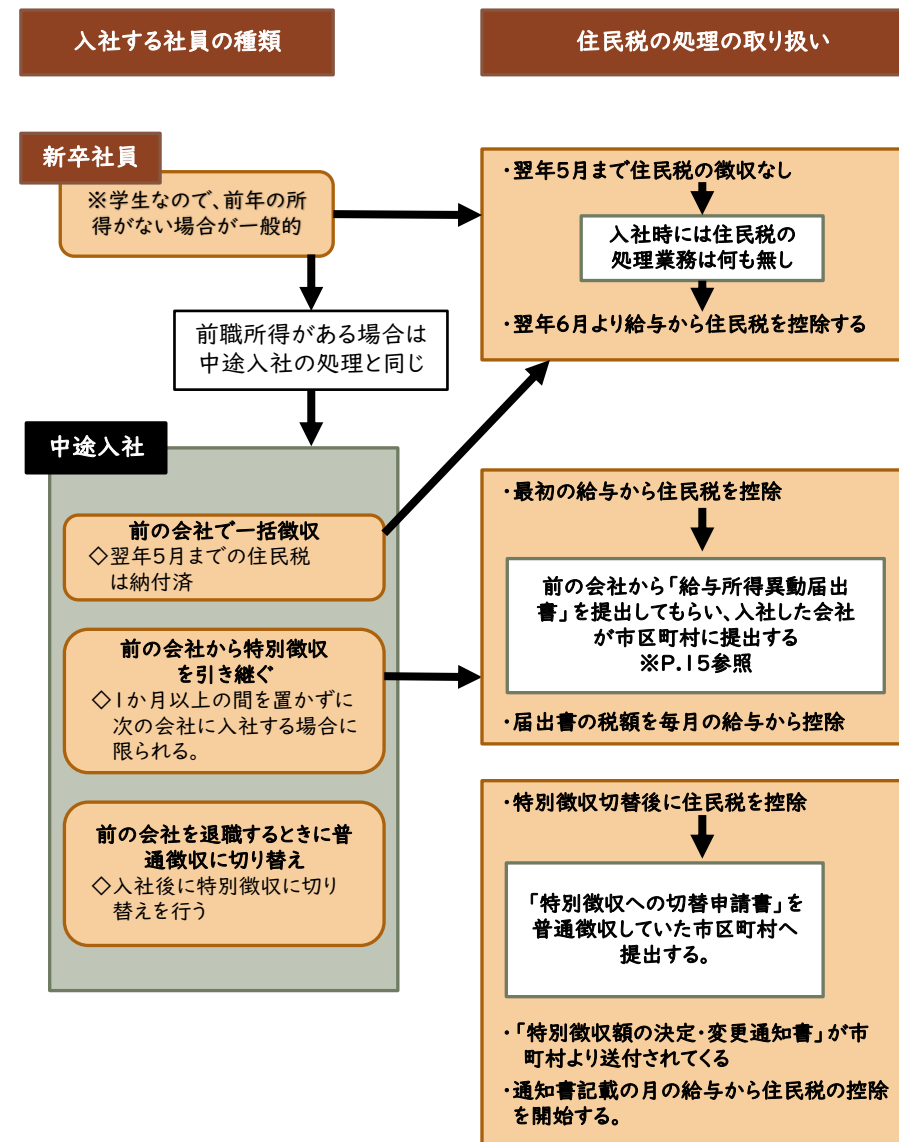 入社する社員の種類
住民税の処理の取り扱い
新卒社員
※学生なので、前年の所
得がない場合が一般的
・翌年5月まで住民税の徴収なし
入社時には住民税の
処理業務は何も無し
・翌年6月より給与から住民税を控除する
前職所得がある場合は
中途入社の処理と同じ
中途入社
前の会社で一括徴収
◇翌年5月までの住民税
は納付済
前の会社から特別徴収
を引き継ぐ
◇1か月以上の間を置かずに
次の会社に入社する場合に
限られる。
前の会社を退職するときに普
通徴収に切り替え
◇入社後に特別徴収に切り
替えを行う
・最初の給与から住民税を控除
前の会社から「給与所得異動届出
書」を提出してもらい、入社した会社
が市区町村に提出する
※P.15参照
・届出書の税額を毎月の給与から控除
・特別徴収切替後に住民税を控除
「特別徴収への切替申請書」を
普通徴収していた市区町村へ
提出する。
・「特別徴収額の決定・変更通知書」が市
町村より送付されてくる
・通知書記載の月の給与から住民税の控除
を開始する。